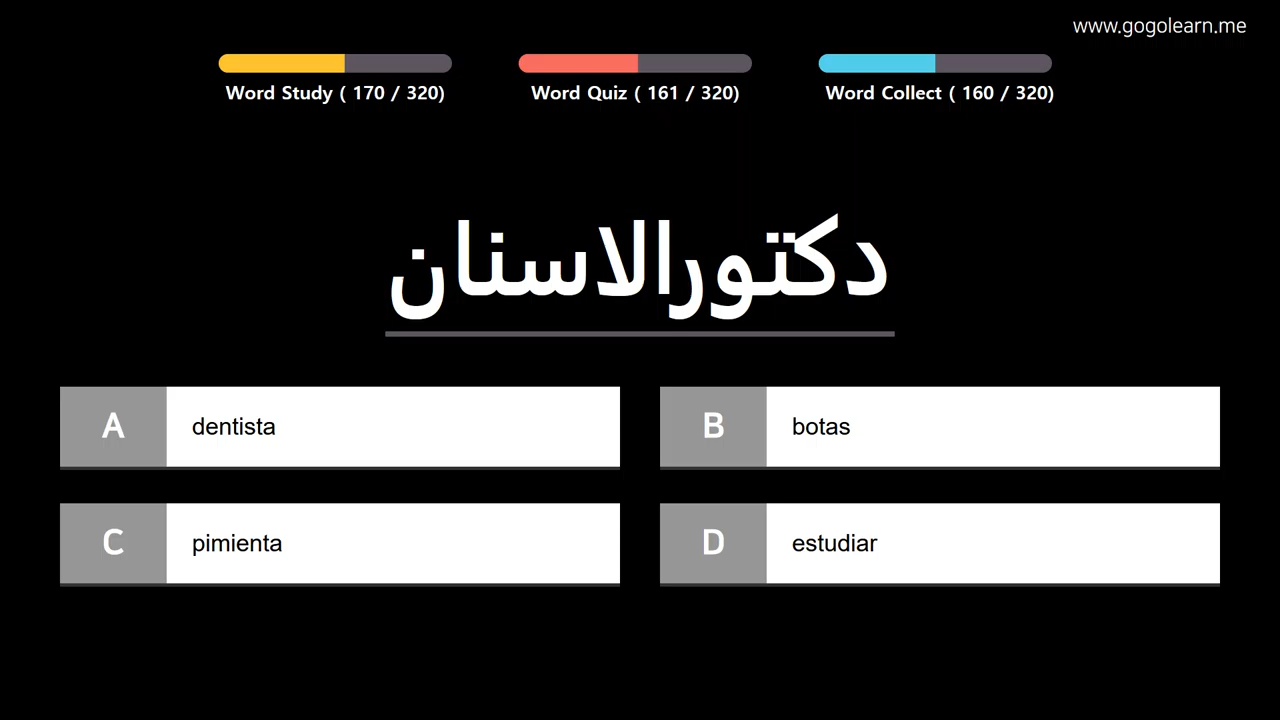 www.gogolearn.me
Word Study ( 170 / 320)
Word Quiz ( 161 / 320)
Word Collect ( 160 / 320)
دكتورالاسنان
A dentista
B botas
C pimienta
D estudiar